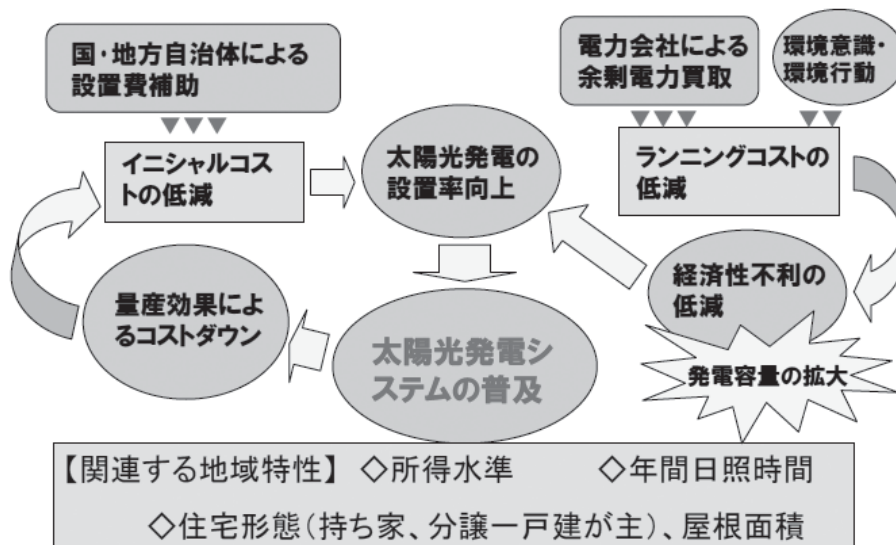 国・地方自治体による
設置費補助
電力会社による
余剰電力買取
環境意識・
環境行動
イニシャルコス
トの低減
太陽光発電の
設置率向上
ランニングコストの
低減
量産効果によ
るコストダウン
太陽光発電シ
ステムの普及
経済性不利の
低減
発電容量の拡大
【関連する地域特性】 ◇所得水準 ◇年間日照時間
◇住宅形態(持ち家、分譲一戸建が主)、屋根面積